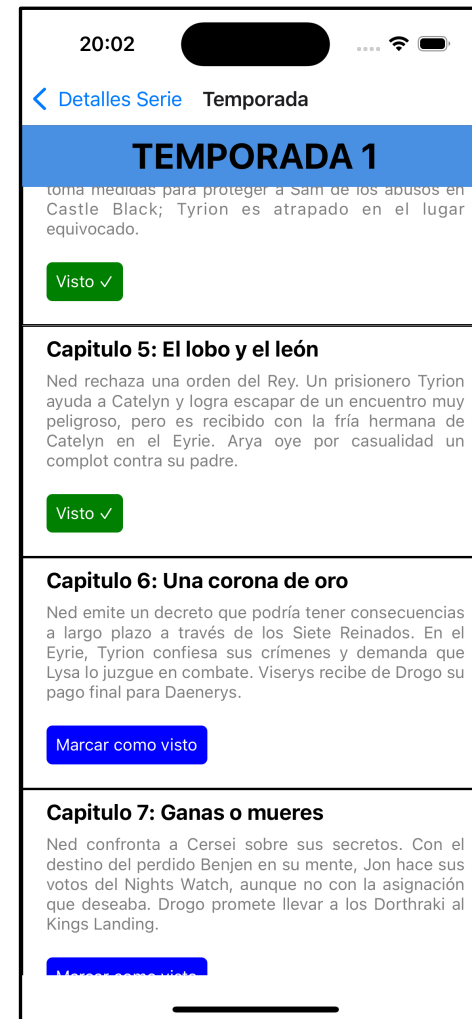 20:02
Detalles Serie Temporada
TEMPORADA 1
toma medidas para proteger a Sam de los abusos en
Castle Black; Tyrion es atrapado en el lugar
equivocado.
Visto ✓
Capitulo 5: El lobo y el león
Ned rechaza una orden del Rey. Un prisionero Tyrion
ayuda a Catelyn y logra escapar de un encuentro muy
peligroso, pero es recibido con la fría hermana de
Catelyn en el Eyrie. Arya oye por casualidad un
complot contra su padre.
Visto ✓
Capitulo 6: Una corona de oro
Ned emite un decreto que podría tener consecuencias
a largo plazo a través de los Siete Reinados. En el
Eyrie, Tyrion confiesa sus crímenes y demanda que
Lysa lo juzgue en combate. Viserys recibe de Drogo su
pago final para Daenerys.
Marcar como visto
Capitulo 7: Ganas o mueres
Ned confronta a Cersei sobre sus secretos. Con el
destino del perdido Benjen en su mente, Jon hace sus
votos del Nights Watch, aunque no con la asignación
que deseaba. Drogo promete llevar a los Dorthraki al
Kings Landing.
Marcar como visto